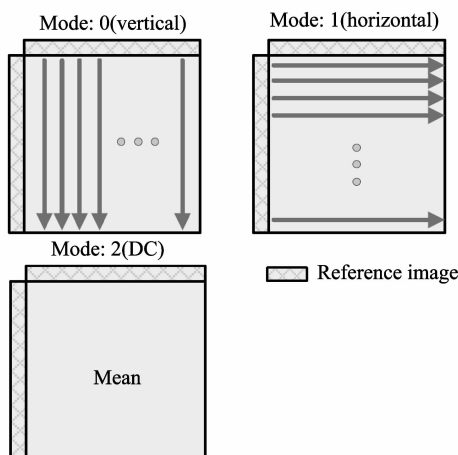 Mode: 0(vertical)
Mode: 1(horizontal)
Mode: 2(DC)
Reference image
Mean